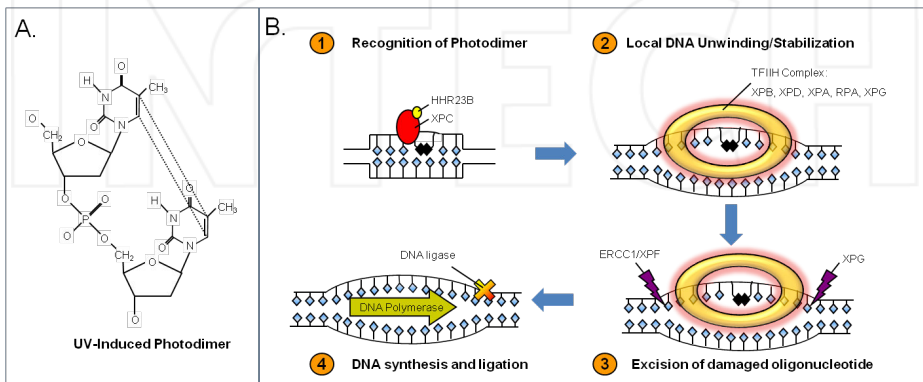 A.
O
H
N
CH₃
O
N
O
O
CH₂
O
O
H
N
CH₃
O
P
O
O
N
O
CH₂
O
O
UV-Induced Photodimer
B.
1 Recognition of Photodimer
HHR23B
XPC
2 Local DNA Unwinding/Stabilization
TFIIH Complex:
XPB, XPD, XPA, RPA, XPG
ERCC1/XPF
XPG
3 Excision of damaged oligonucleotide
DNA ligase
DNA Polymerase
4 DNA synthesis and ligation
INTECH